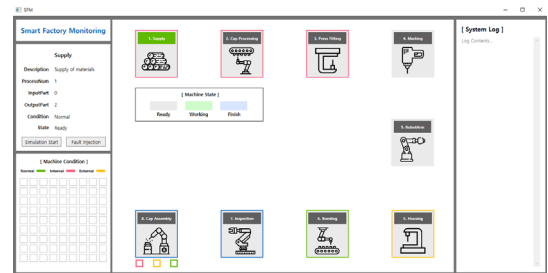 SFM
Smart Factory Monitoring
Supply
Description Supply of materials
ProcessNum 1
InputPart 0
OutputPart 2
Condition Normal
State Ready
Emulation Start
Fault Injection
[ Machine Condition ]
Normal Internal External
1. Supply
2. Cap Processing
3. Press Fitting
4. Marking
[ Machine State ]
Ready Working Finish
5. RobotArm
8. Cap Assembly
7. Inspection
6. Bonding
5. Housing
[ System Log ]
Log Contents..